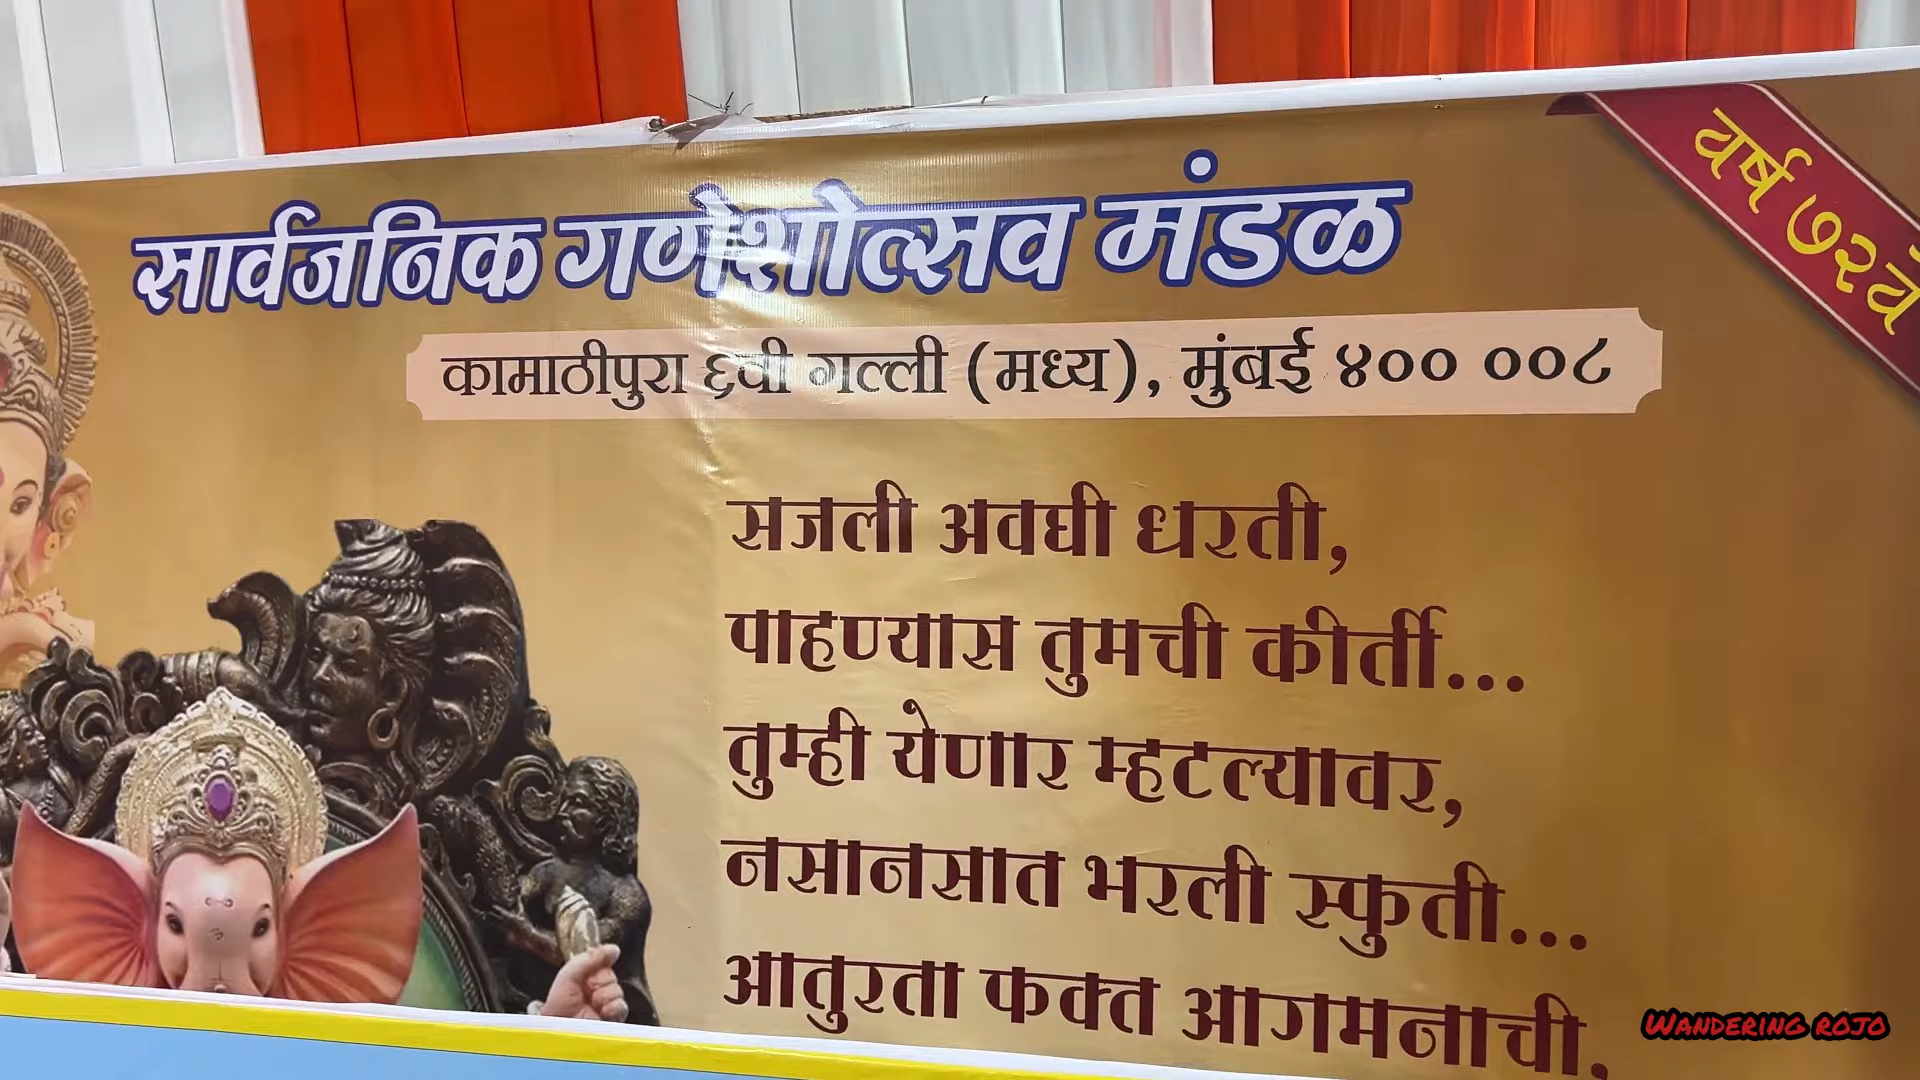 सार्वजनिक गणेशोत्सव मंडळ
वर्ष ७२वे
कामाठीपुरा ६वी गल्ली (मध्य), मुंबई ४०० ००८
सजली अवघी धरती,
पाहण्यास तुमची कीर्ती...
तुम्ही येणार म्हटल्यावर,
नसानसात भरली स्फुर्ती...
आतुरता फक्त आगमनाची,
WANDERING ROJO